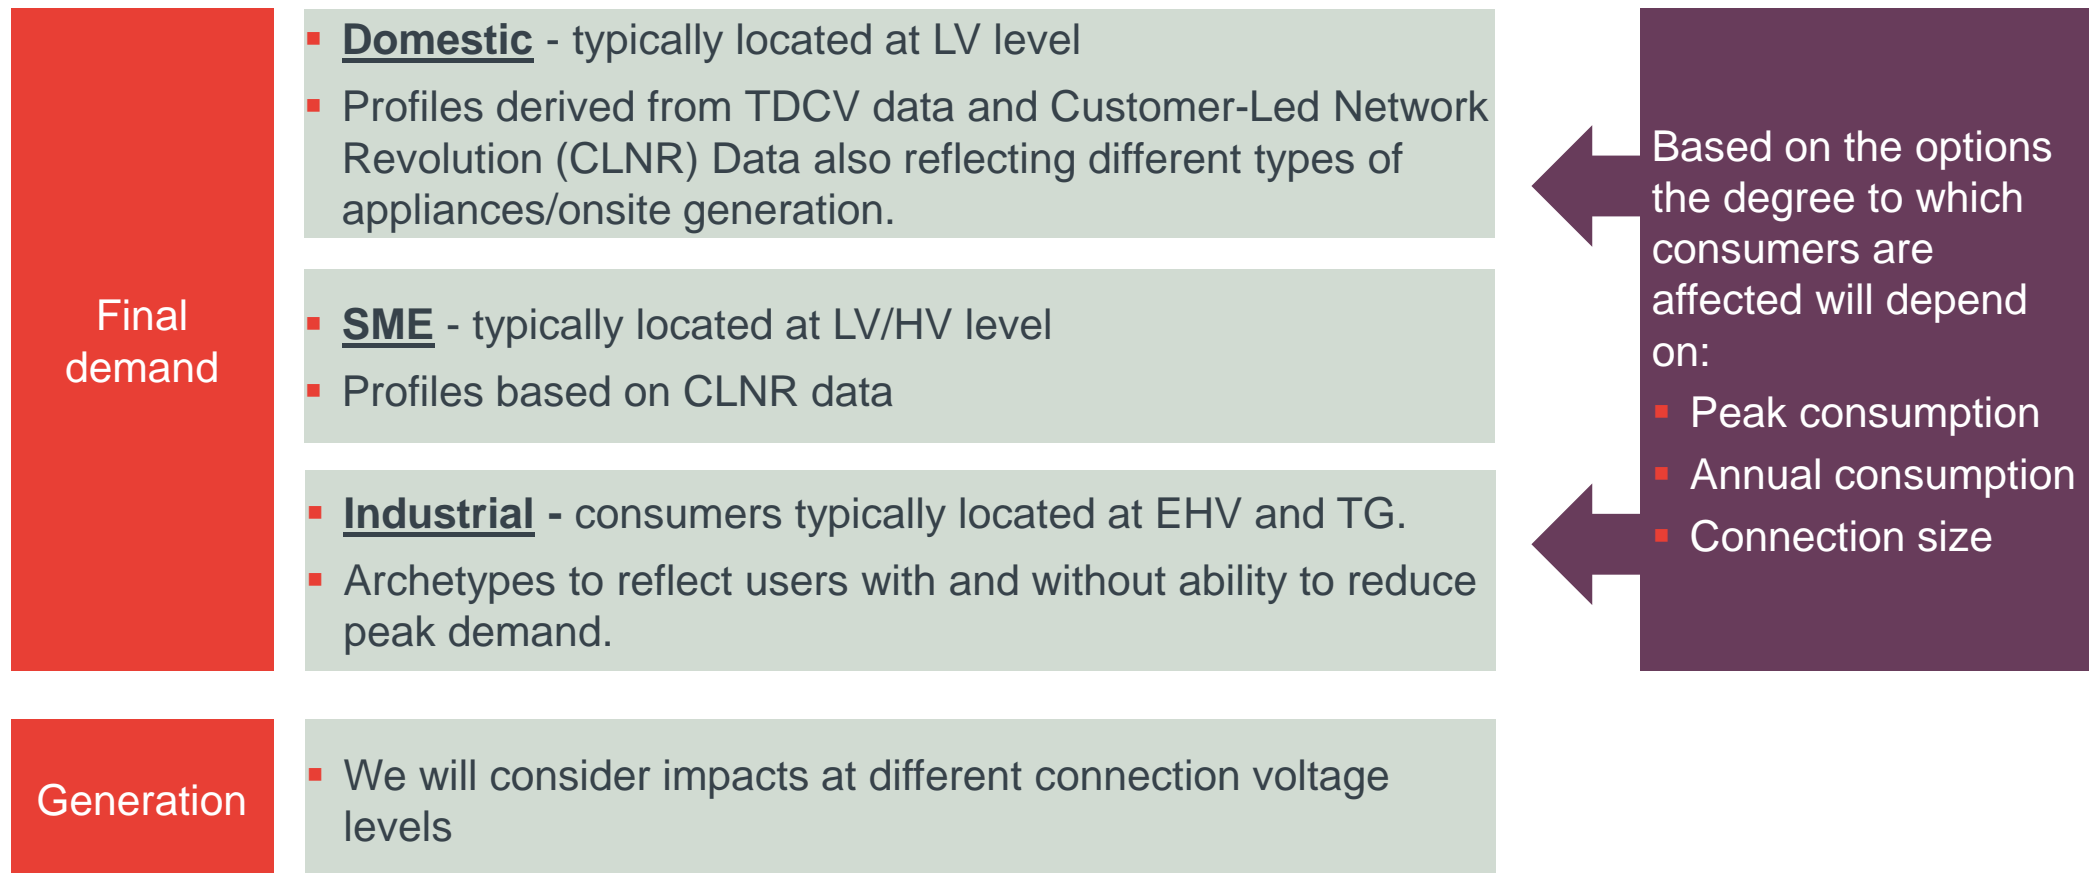 Final
demand
▪ Domestic - typically located at LV level
▪ Profiles derived from TDCV data and Customer-Led Network
Revolution (CLNR) Data also reflecting different types of
appliances/onsite generation.
▪ SME - typically located at LV/HV level
▪ Profiles based on CLNR data
▪ Industrial - consumers typically located at EHV and TG.
▪ Archetypes to reflect users with and without ability to reduce
peak demand.
Based on the options
the degree to which
consumers are
affected will depend
on:
▪ Peak consumption
▪ Annual consumption
▪ Connection size
Generation
▪ We will consider impacts at different connection voltage
levels